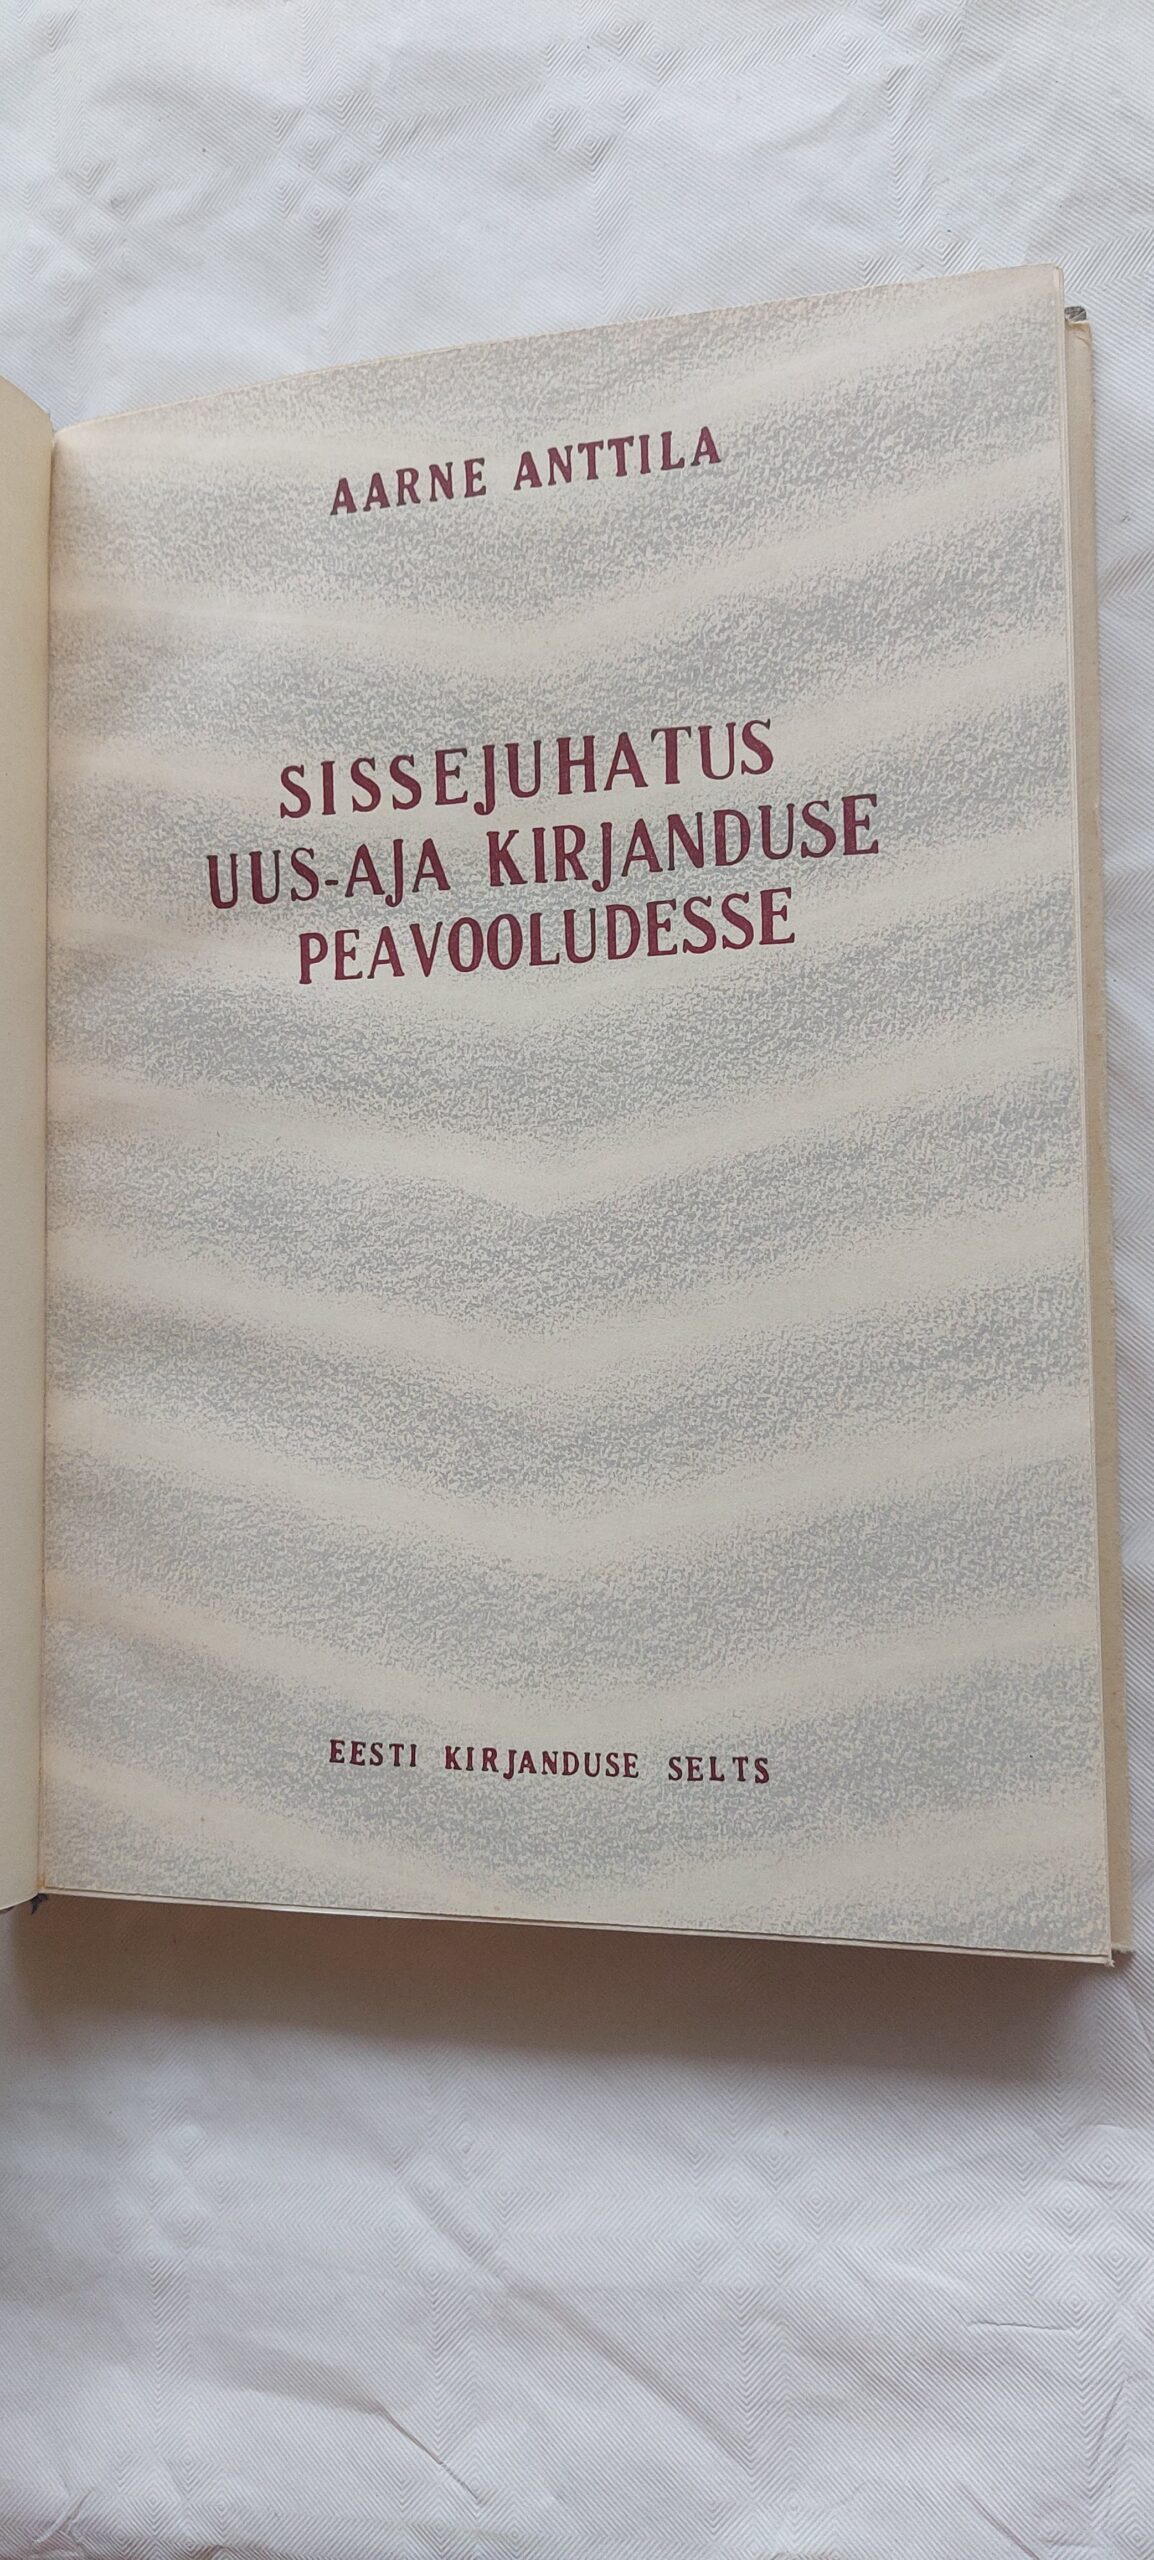 AARNE ANTTILA
SISSEJUHATUS
UUS-AJA KIRJANDUSE
PEAVOOLUDESSE
EESTI KIRJANDUSE SELTS